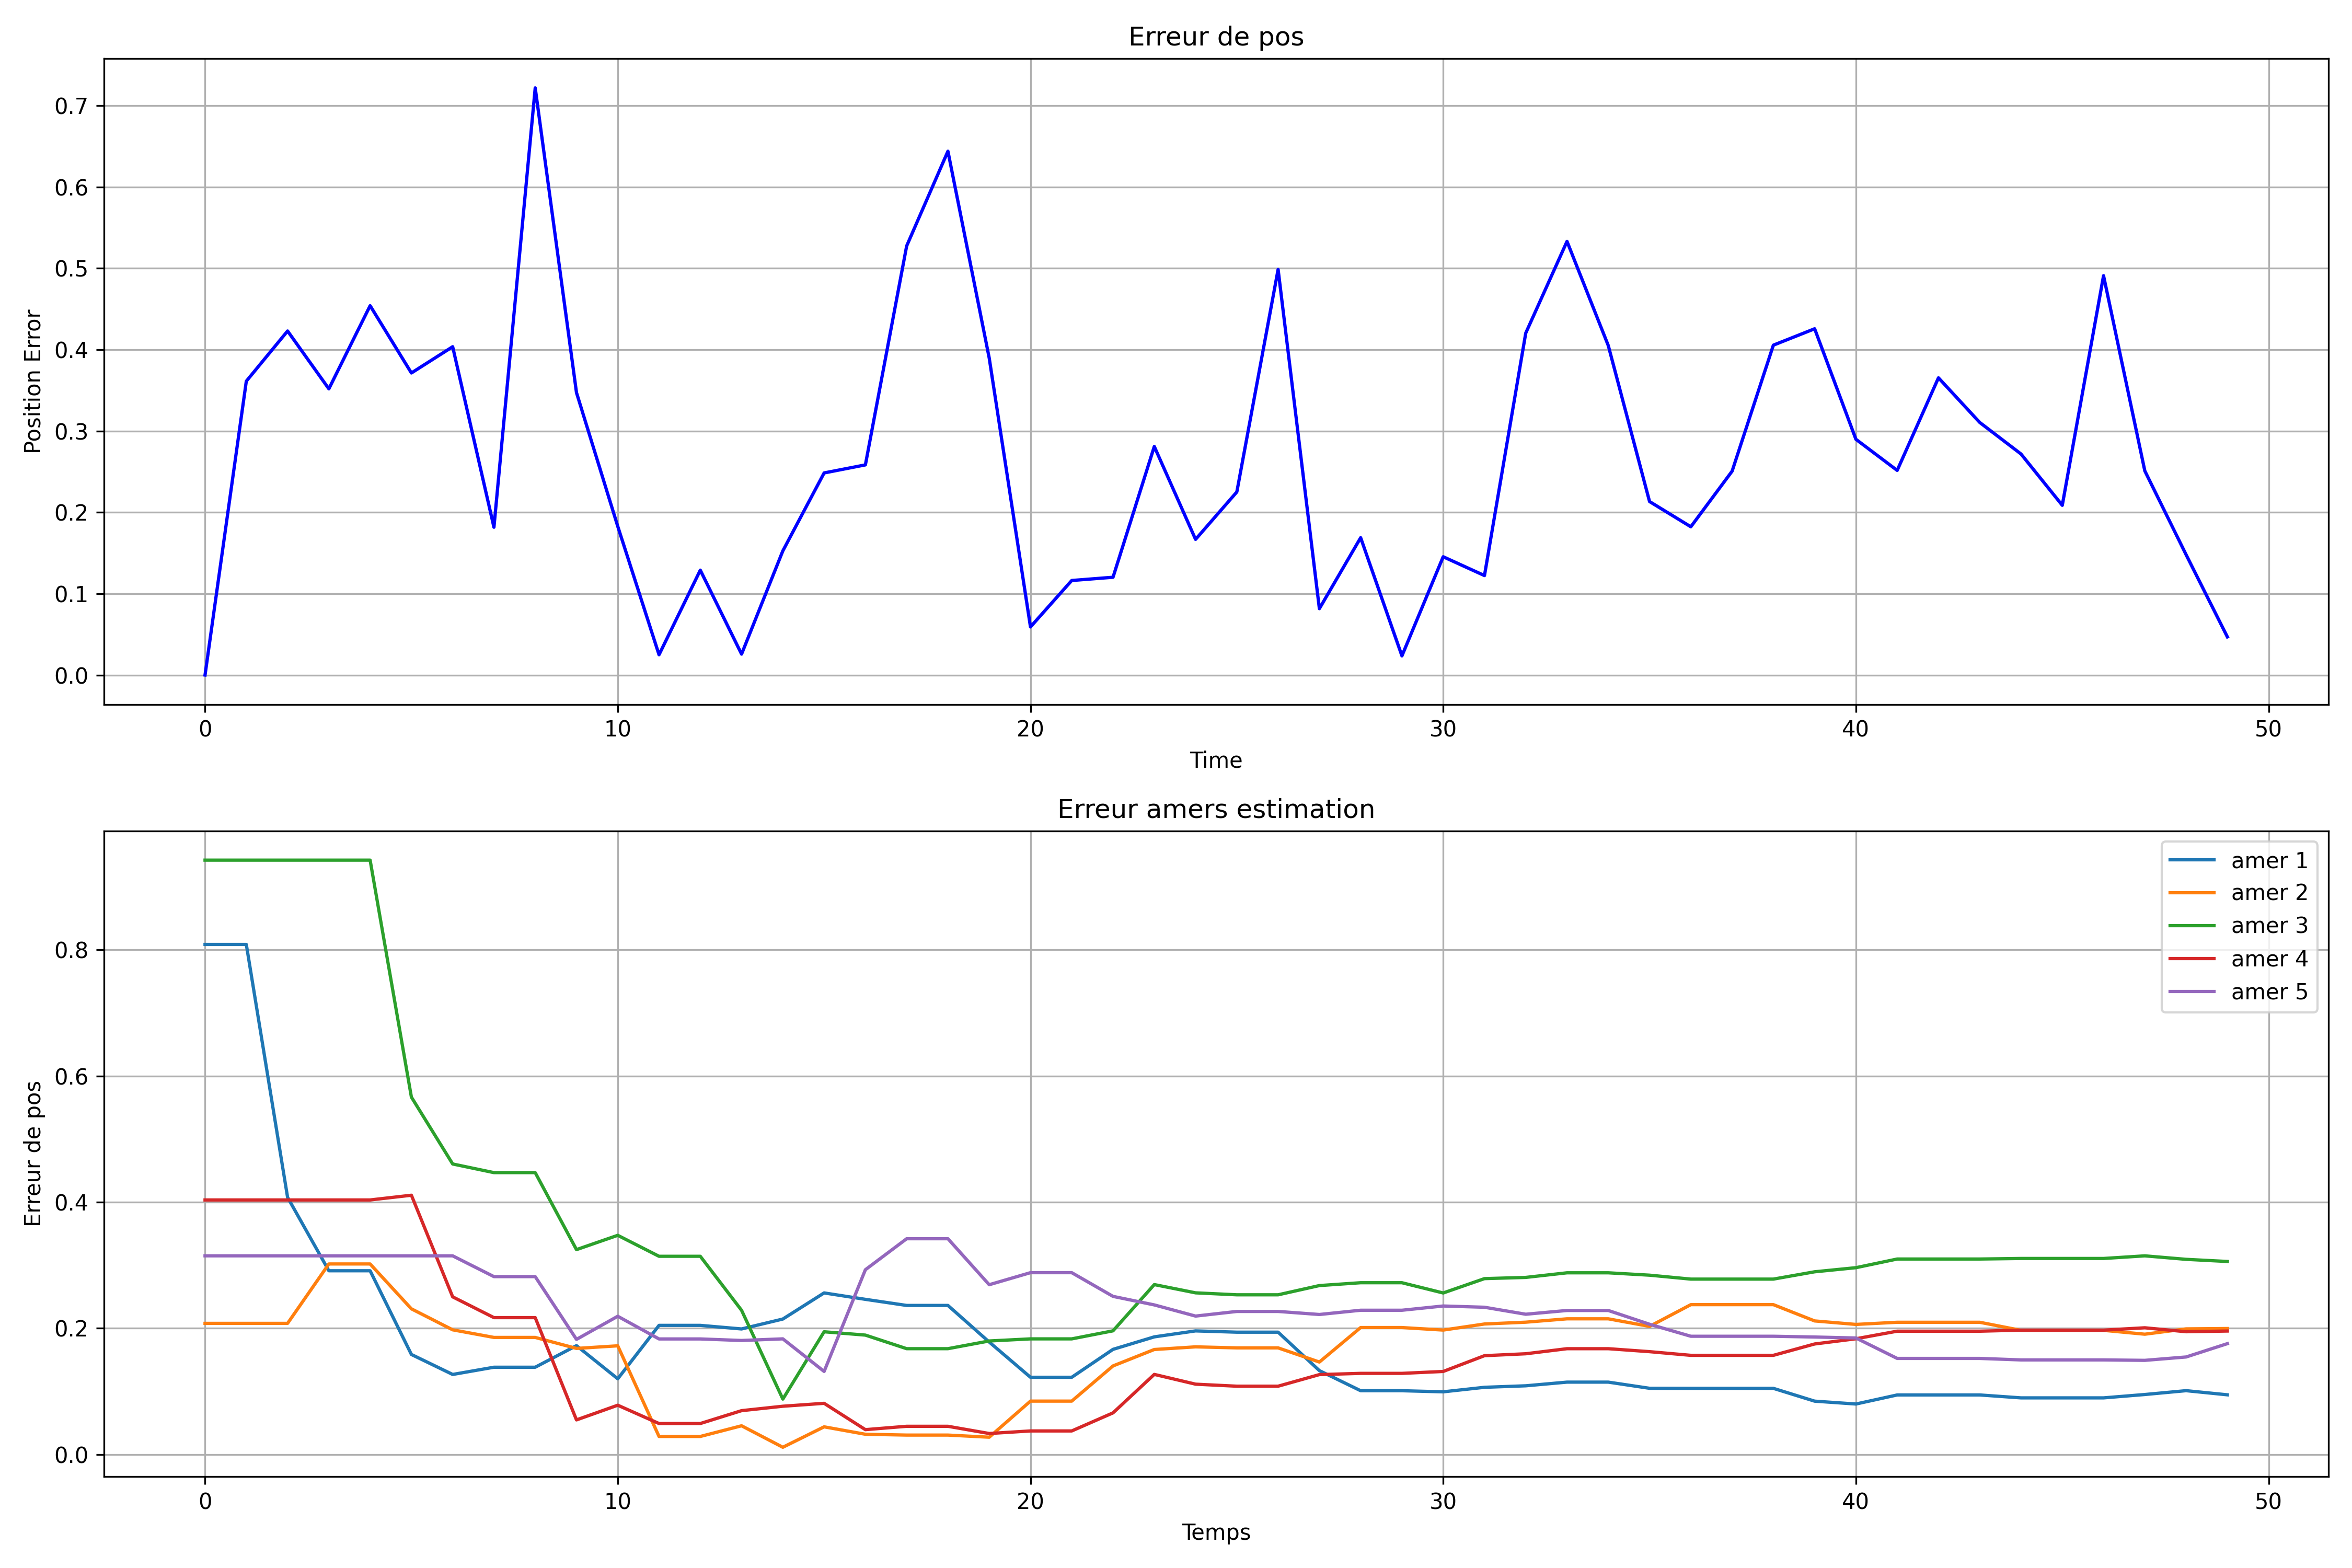 Erreur de pos
Position Error
0.7
0.6
0.5
0.4
0.3
0.2
0.1
0.0
0 10 20 30 40 50
Time
Erreur amers estimation
Erreur de pos
0.8
0.6
0.4
0.2
0.0
amer 1
amer 2
amer 3
amer 4
amer 5
0 10 20 30 40 50
Temps